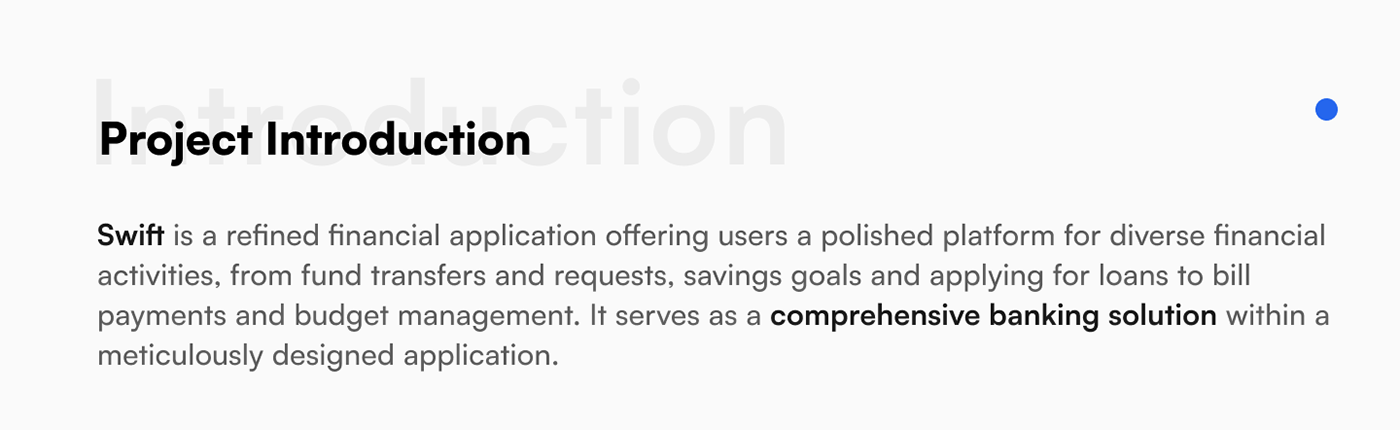 Introduction
Project Introduction
Swift is a refined financial application offering users a polished platform for diverse financial
activities, from fund transfers and requests, savings goals and applying for loans to bill
payments and budget management. It serves as a comprehensive banking solution within a
meticulously designed application.